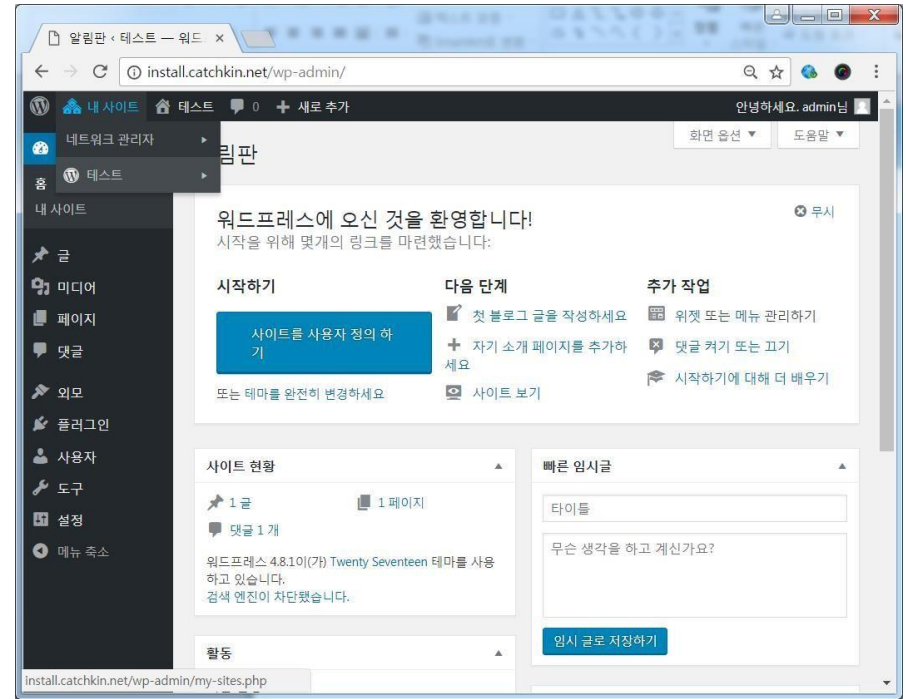 알림판 ‹ 테스트 — 워드
install.catchkin.net/wp-admin/
내 사이트 테스트 0 새로 추가 안녕하세요. admin님
네트워크 관리자
테스트
화면 옵션 도움말
림판
홈
내 사이트
글
미디어
페이지
댓글
외모
플러그인
사용자
도구
설정
메뉴 축소
워드프레스에 오신 것을 환영합니다!
무시
시작을 위해 몇개의 링크를 마련했습니다:
시작하기
사이트를 사용자 정의 하
기
또는 테마를 완전히 변경하세요
다음 단계
첫 블로그 글을 작성하세요
자기 소개 페이지를 추가하
세요
사이트 보기
추가 작업
위젯 또는 메뉴 관리하기
댓글 켜기 또는 끄기
시작하기에 대해 더 배우기
사이트 현황
1 글
1 페이지
댓글 1 개
워드프레스 4.8.1이(가) Twenty Seventeen 테마를 사용
하고 있습니다.
검색 엔진이 차단됐습니다.
활동
빠른 임시글
타이틀
무슨 생각을 하고 계신가요?
임시 글로 저장하기
install.catchkin.net/wp-admin/my-sites.php